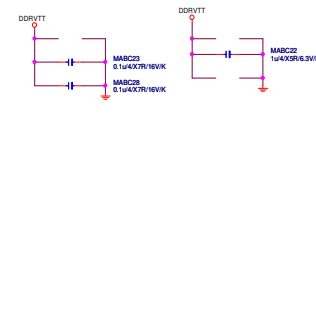 DDRVTT
MABC23
0.1u/4/X7R/16V/K
MABC28
0.1u/4/X7R/16V/K
DDRVTT
MABC22
1u/4/X5R/6.3V/